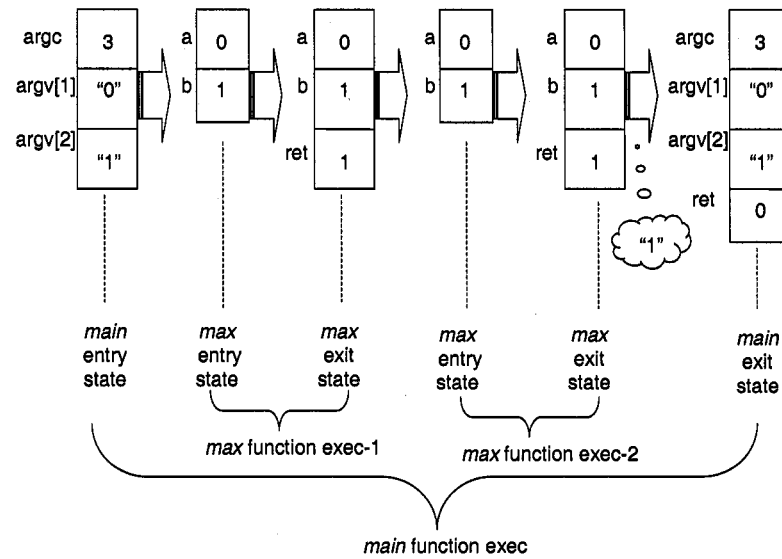 argc 3 a 0 a 0 a 0 a 0 argc 3
argv[1] “0” b 1 b 1 b 1 b 1 argv[1] “0”
argv[2] “1” ret 1 ret 1 argv[2] “1”
ret 0
“1”
main entry state
max entry state
max exit state
max entry state
max exit state
main exit state
max function exec-1
max function exec-2
main function exec